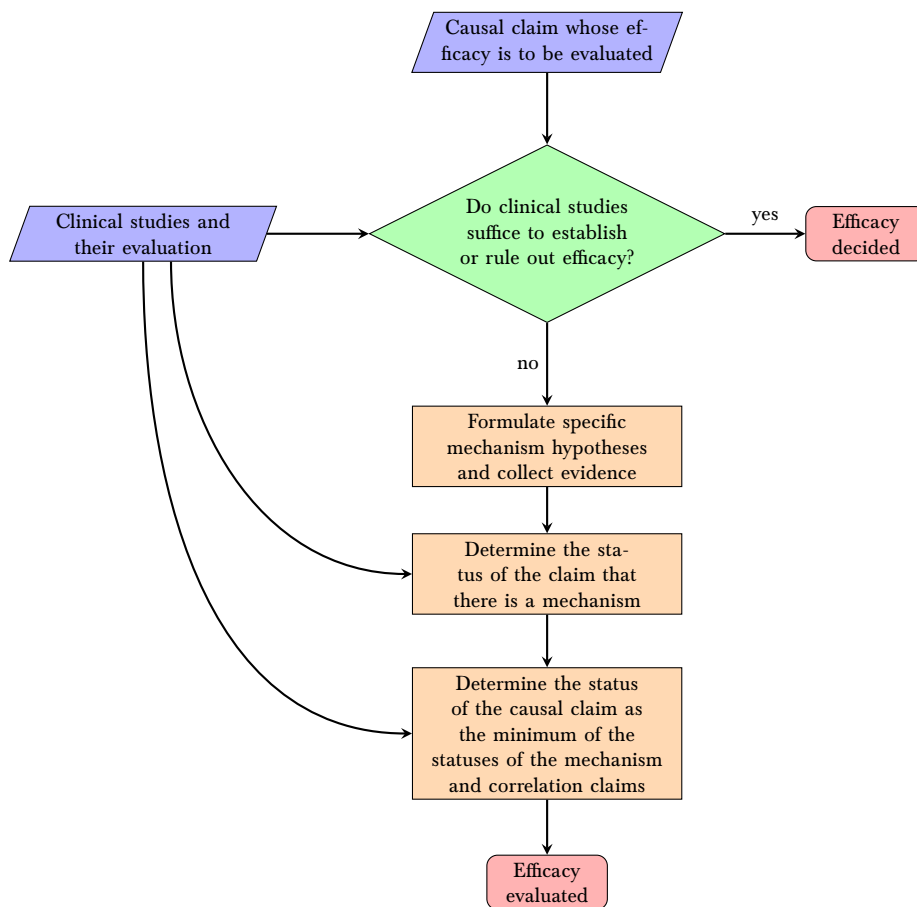 Causal claim whose ef-
ficacy is to be evaluated
Clinical studies and
their evaluation
Do clinical studies
suffice to establish
or rule out efficacy?
yes
Efficacy
decided
no
Formulate specific
mechanism hypotheses
and collect evidence
Determine the sta-
tus of the claim that
there is a mechanism
Determine the status
of the causal claim as
the minimum of the
statuses of the mechanism
and correlation claims
Efficacy
evaluated